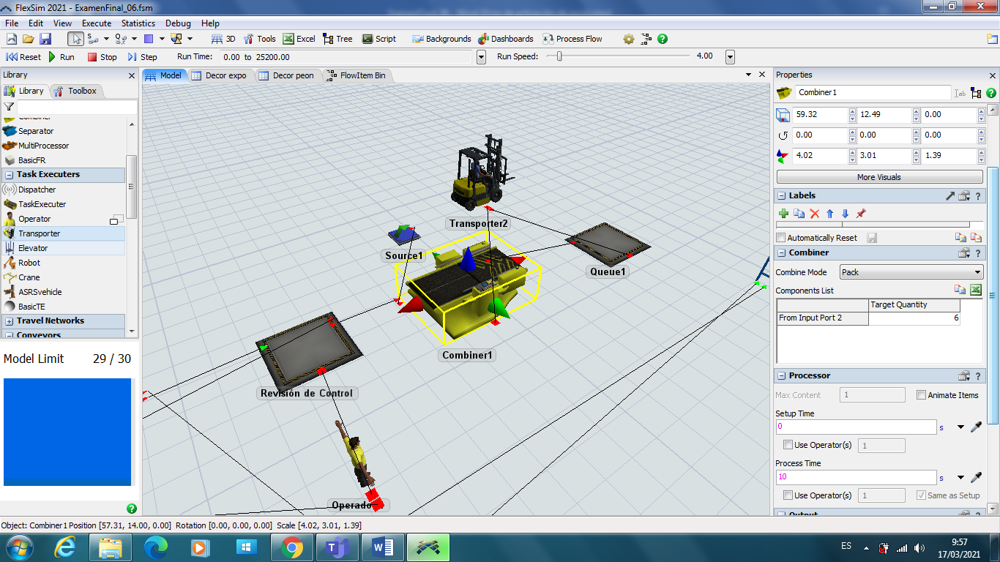 FlexSim 2021 - ExamenFinal_06.fsm
File Edit View Execute Statistics Debug Help
3D Tools Excel Tree Script Backgrounds Dashboards Process Flow
Reset Run Stop Step Run Time: 0.00 to 25200.00 Run Speed: 4.00
Library
Library Toolbox
Combiner
Separator
MultiProcessor
BasicFR
Task Executers
Dispatcher
TaskExecuter
Operator
Transporter
Elevator
Robot
Crane
ASRSvehicle
BasicTE
Travel Networks
Conveyors
Model Limit 29 / 30
Model Decor expo Decor peon FlowItem Bin
Transporter2
Source1
Queue1
Combiner1
Revisión de Control
Operado
Properties
Combiner1
59.32 12.49 0.00
0.00 0.00 0.00
4.02 3.01 1.39
More Visuals
Labels
Automatically Reset
Combiner
Combine Mode Pack
Components List
Target Quantity
From Input Port 2 6
Processor
Max Content 1 Animate Items
Setup Time
0 s
Use Operator(s) 1
Process Time
10 s
Use Operator(s) 1 Same as Setup
Output
Object: Combiner1 Position [57.31, 14.00, 0.00] Rotation [0.00, 0.00, 0.00] Scale [4.02, 3.01, 1.39]
ES 9:57
17/03/2021